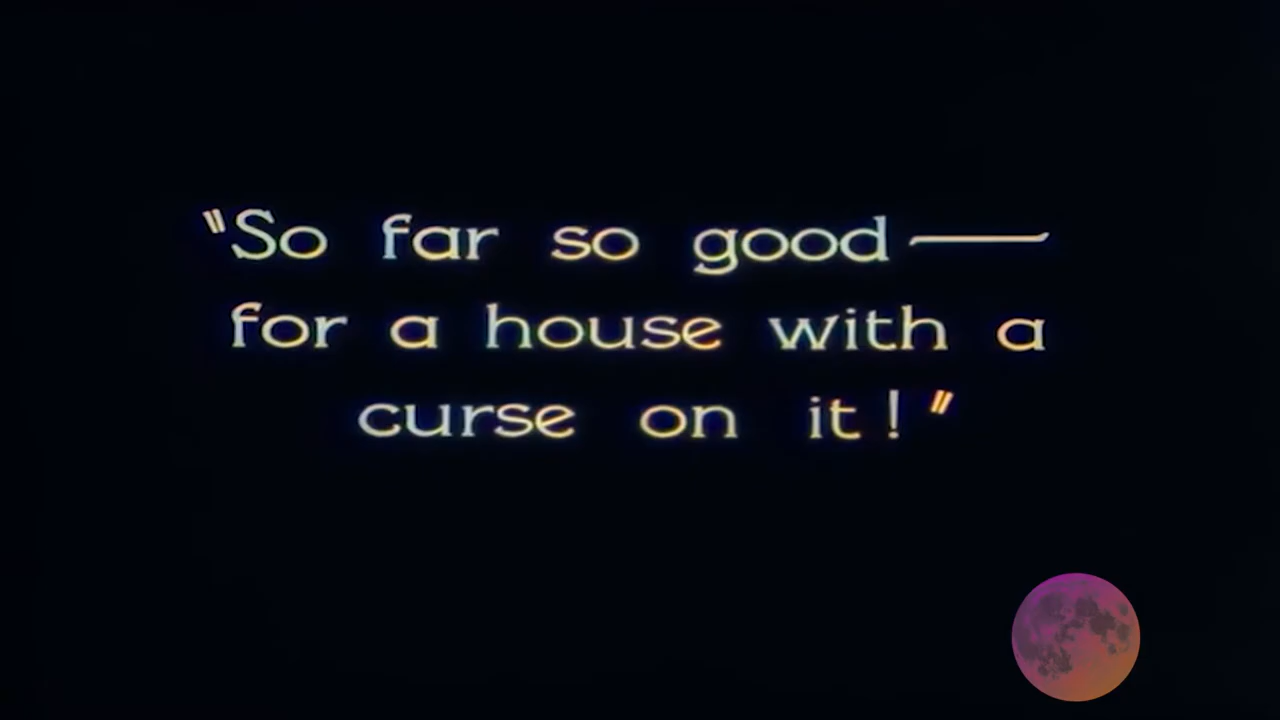 "So far so good—
for a house with a
curse on it!"